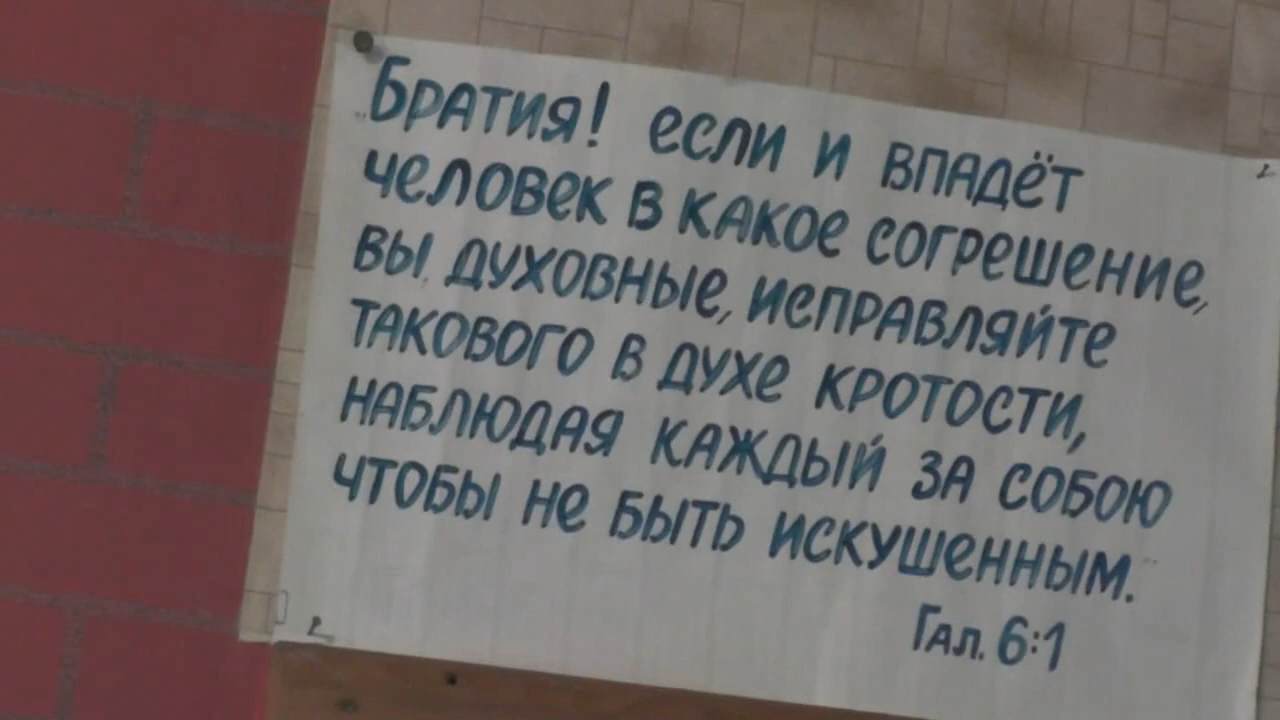 „Братия! если и впадёт
человек в какое согрешение,
вы духовные, исправляйте
такового в духе кротости,
наблюдая каждый за собою
чтобы не быть искушенным.“
Гал. 6:1